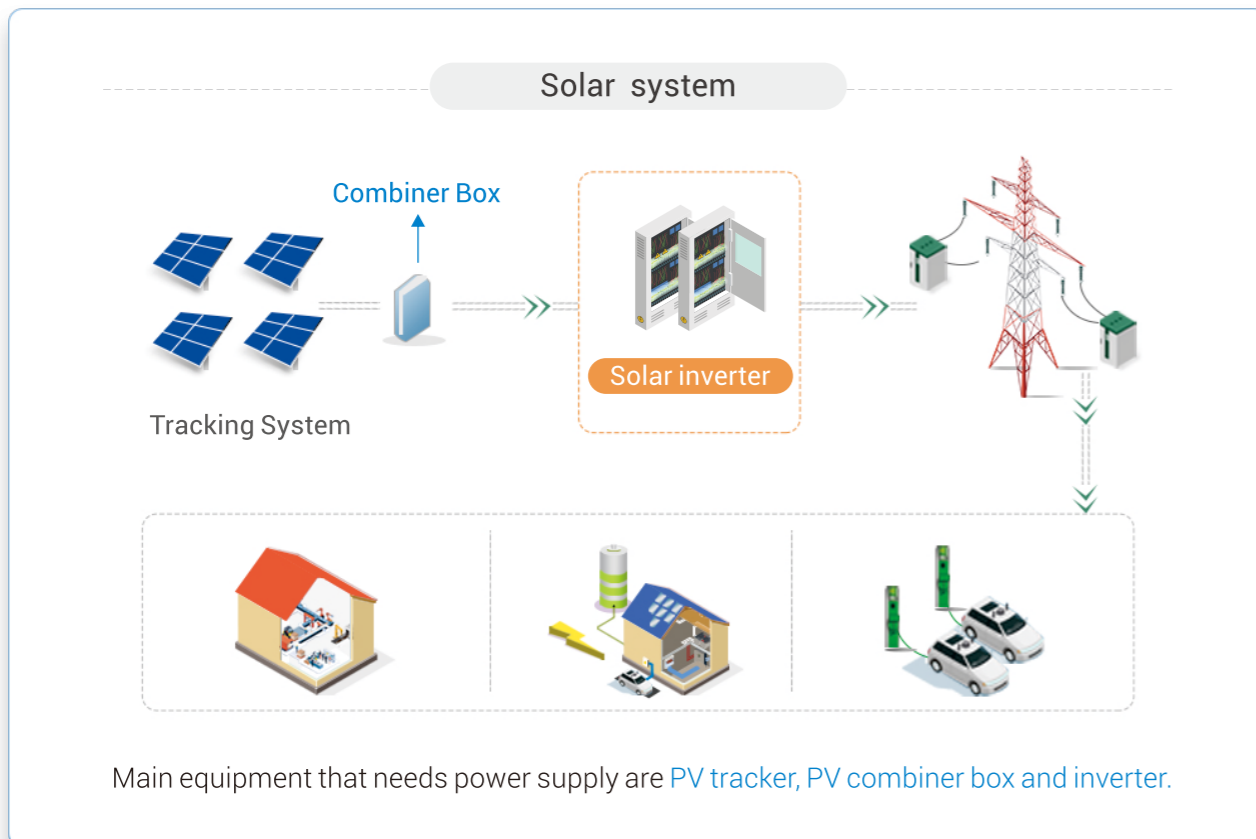 Solar system
Combiner Box
Solar inverter
Tracking System
Main equipment that needs power supply are PV tracker, PV combiner box and inverter.